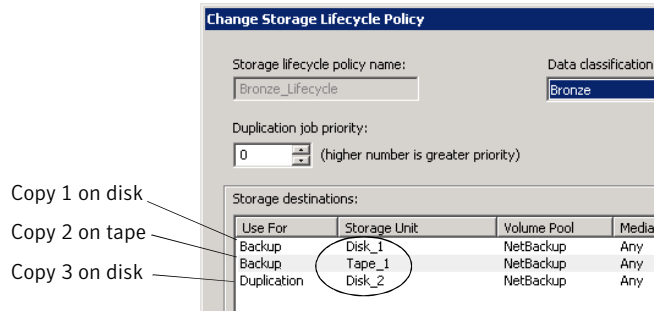 Change Storage Lifecycle Policy
Storage lifecycle policy name: Data classification
Bronze_Lifecycle Bronze
Duplication job priority:
0 (higher number is greater priority)
Copy 1 on disk
Copy 2 on tape
Copy 3 on disk
Storage destinations:
Use For Storage Unit Volume Pool Media
Backup Disk_1 NetBackup Any
Backup Tape_1 NetBackup Any
Duplication Disk_2 NetBackup Any